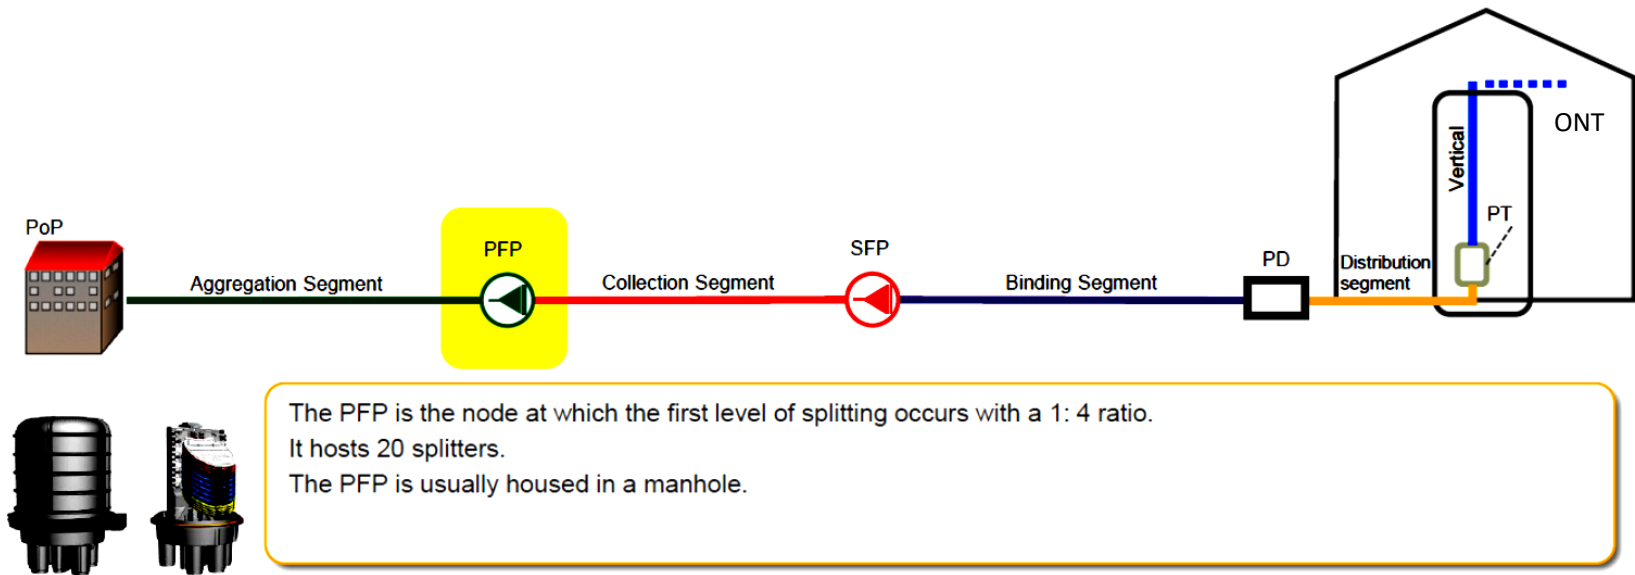 PoP
Aggregation Segment
PFP
Collection Segment
SFP
Binding Segment
PD
Distribution
segment
Vertical
PT
ONT
The PFP is the node at which the first level of splitting occurs with a 1: 4 ratio.
It hosts 20 splitters.
The PFP is usually housed in a manhole.